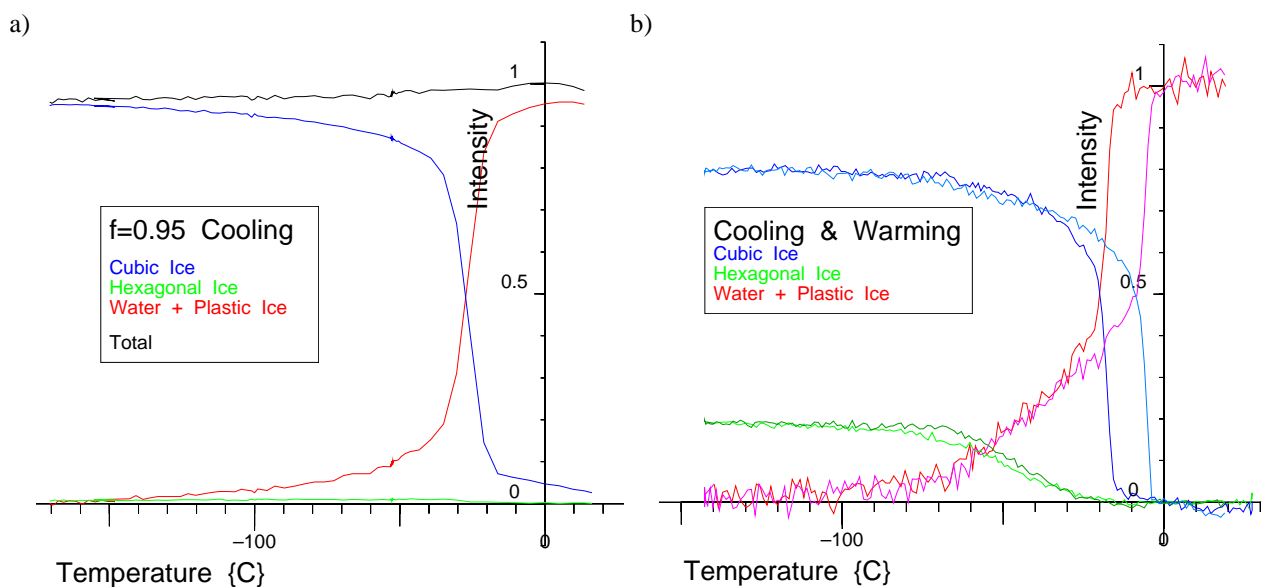 a)
1
Intensity
f=0.95 Cooling
Cubic Ice
Hexagonal Ice
Water + Plastic Ice
Total
0.5
0
−100
0
Temperature {C}
b)
1
Intensity
Cooling & Warming
Cubic Ice
Hexagonal Ice
Water + Plastic Ice
0.5
0
−100
0
Temperature {C}